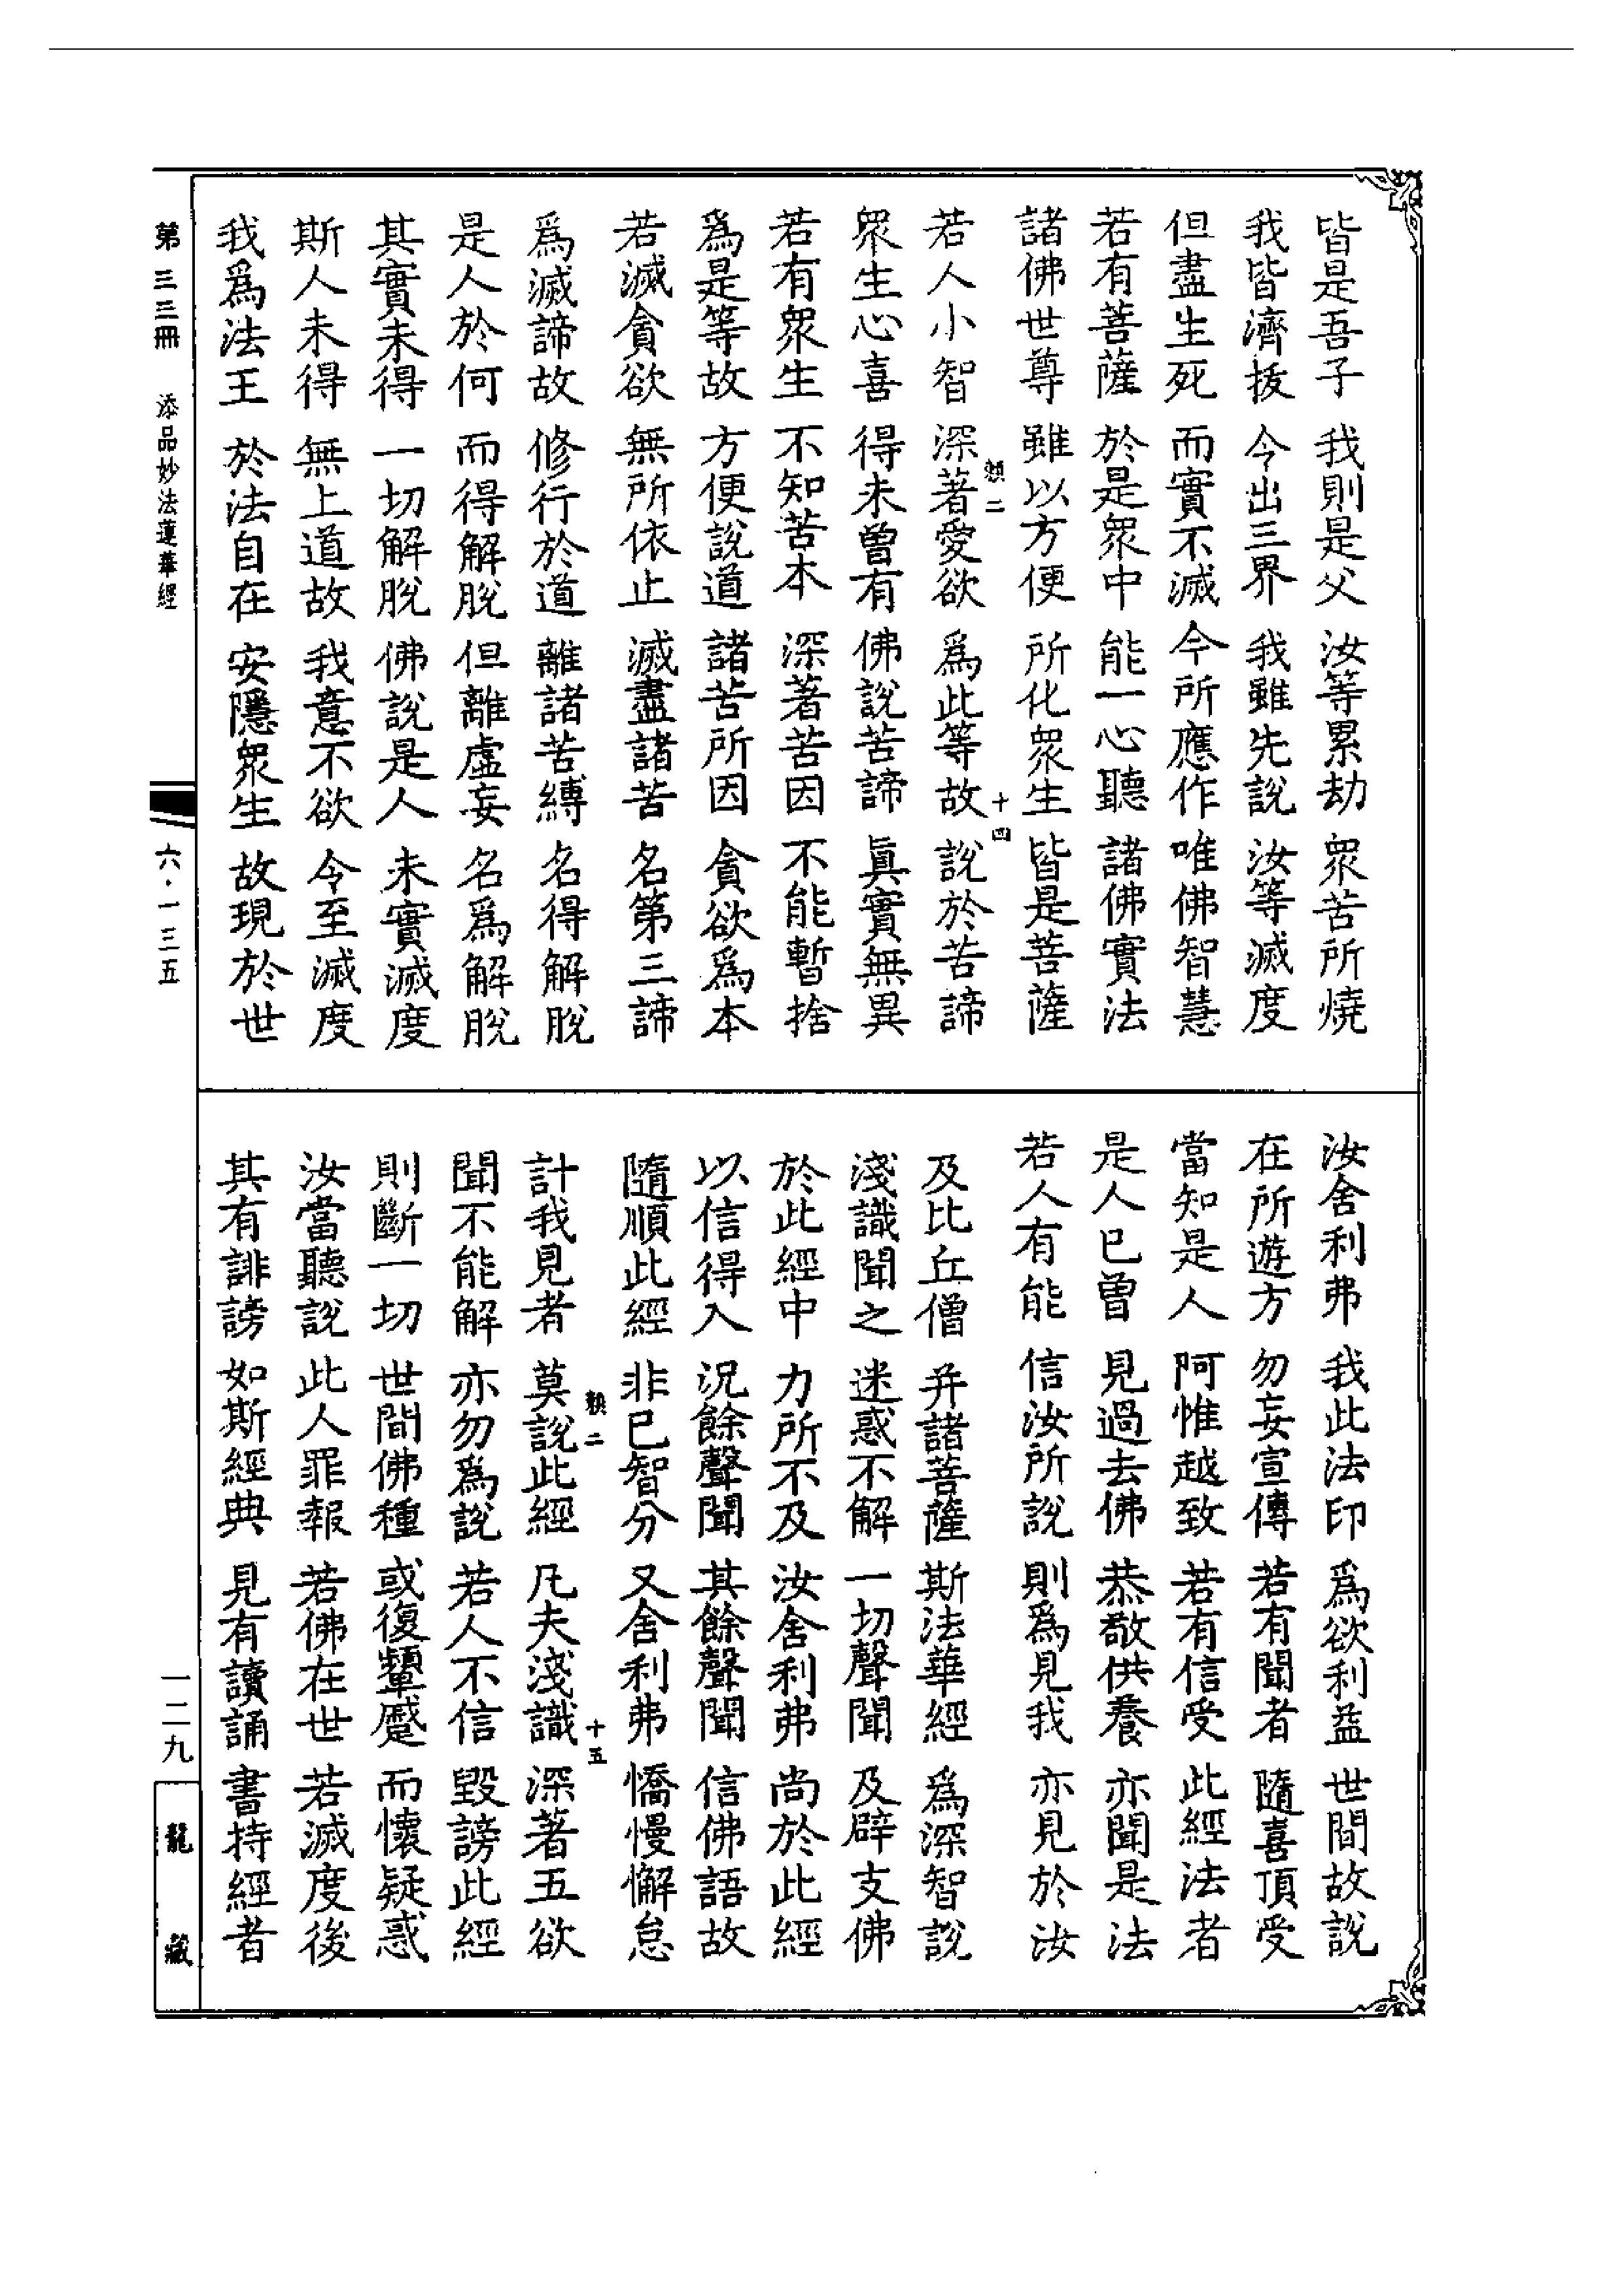 皆是吾子 我則是父 汝等累劫 衆苦所燒
我皆濟拔 今出三界 我雖先說 汝等滅度
但盡生死 而實不滅 今所應作 唯佛智慧
若有菩薩 於是衆中 能一心聽 諸佛實法
諸佛世尊 雖以方便 所化衆生 皆是菩薩
類二 十四
若人小智 深著愛欲 爲此等故 說於苦諦
衆生心喜 得未曾有 佛說苦諦 眞實無異
若有衆生 不知苦本 深著苦因 不能暫捨
爲是等故 方便說道 諸苦所因 貪欲爲本
若滅貪欲 無所依止 滅盡諸苦 名第三諦
爲滅諦故 修行於道 離諸苦縛 名得解脫
是人於何 而得解脫 但離虛妄 名爲解脫
其實未得 一切解脫 佛說是人 未實滅度
斯人未得 無上道故 我意不欲 令至滅度
我爲法王 於法自在 安隱衆生 故現於世
汝舍利弗 我此法印 爲欲利益 世間故說
在所遊方 勿妄宣傳 若有聞者 隨喜頂受
當知是人 阿惟越致 若有信受 此經法者
是人已曾 見過去佛 恭敬供養 亦聞是法
若人有能 信汝所說 則爲見我 亦見於汝
及比丘僧 并諸菩薩 斯法華經 爲深智說
淺識聞之 迷惑不解 一切聲聞 及辟支佛
於此經中 力所不及 汝舍利弗 尚於此經
以信得入 況餘聲聞 其餘聲聞 信佛語故
隨順此經 非已智分 又舍利弗 憍慢懈怠
類二 十五
計我見者 莫說此經 凡夫淺識 深著五欲
聞不能解 亦勿爲說 若人不信 毀謗此經
則斷一切 世間佛種 或復顰蹙 而懷疑惑
汝當聽說 此人罪報 若佛在世 若滅度後
其有誹謗 如斯經典 見有讀誦 書持經者
第三三冊 添品妙法蓮華經 六·一三五
一二九 龍藏